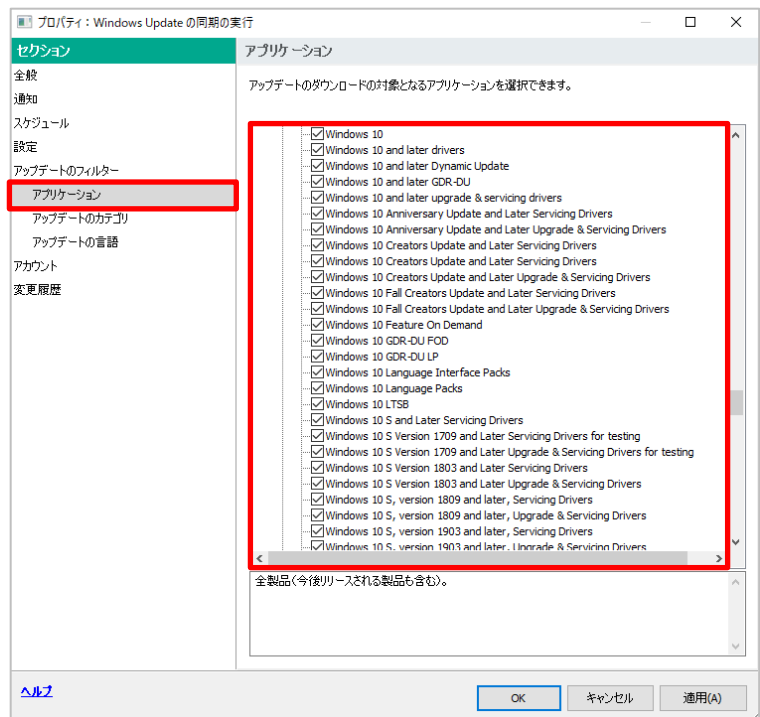 プロパティ：Windows Update の同期の実行
セクション
アプリケーション
全般
通知
スケジュール
設定
アップデートのフィルター
アプリケーション
アップデートのカテゴリ
アップデートの言語
アカウント
変更履歴
アップデートのダウンロードの対象となるアプリケーションを選択できます。
Windows 10
Windows 10 and later drivers
Windows 10 and later Dynamic Update
Windows 10 and later GDR-DU
Windows 10 and later upgrade & servicing drivers
Windows 10 Anniversary Update and Later Servicing Drivers
Windows 10 Anniversary Update and Later Upgrade & Servicing Drivers
Windows 10 Creators Update and Later Servicing Drivers
Windows 10 Creators Update and Later Servicing Drivers
Windows 10 Creators Update and Later Upgrade & Servicing Drivers
Windows 10 Fall Creators Update and Later Servicing Drivers
Windows 10 Fall Creators Update and Later Upgrade & Servicing Drivers
Windows 10 Feature On Demand
Windows 10 GDR-DU FOD
Windows 10 GDR-DU LP
Windows 10 Language Interface Packs
Windows 10 Language Packs
Windows 10 LTSB
Windows 10 S and Later Servicing Drivers
Windows 10 S Version 1709 and Later Servicing Drivers for testing
Windows 10 S Version 1709 and Later Upgrade & Servicing Drivers for testing
Windows 10 S Version 1803 and Later Servicing Drivers
Windows 10 S Version 1803 and Later Upgrade & Servicing Drivers
Windows 10 S, version 1809 and later, Servicing Drivers
Windows 10 S, version 1809 and later, Upgrade & Servicing Drivers
Windows 10 S, version 1903 and later, Servicing Drivers
Windows 10 S, version 1903 and later, Upgrade & Servicing Drivers
全製品(今後リリースされる製品も含む)。
ヘルプ
OK
キャンセル
適用(A)